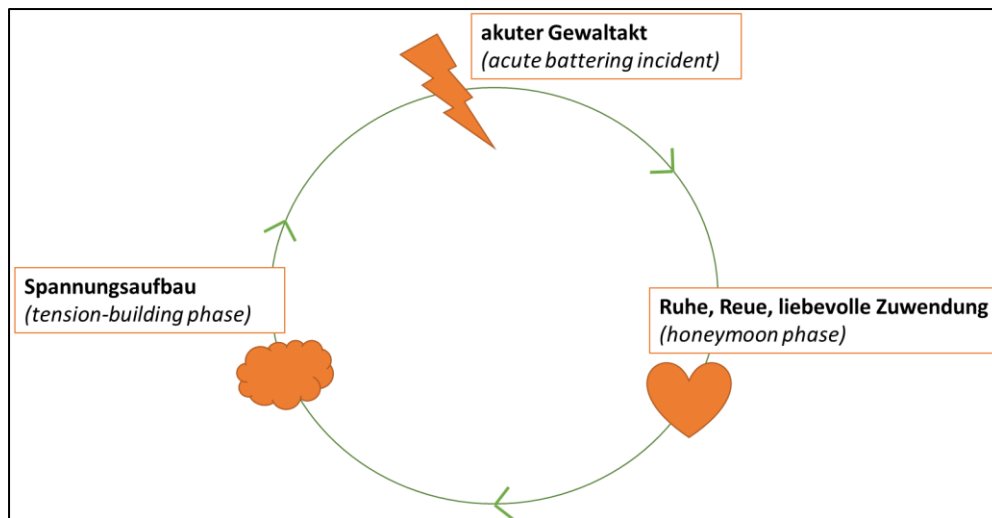 akuter Gewaltakt
(acute battering incident)
Spannungsaufbau
(tension-building phase)
Ruhe, Reue, liebevolle Zuwendung
(honeymoon phase)